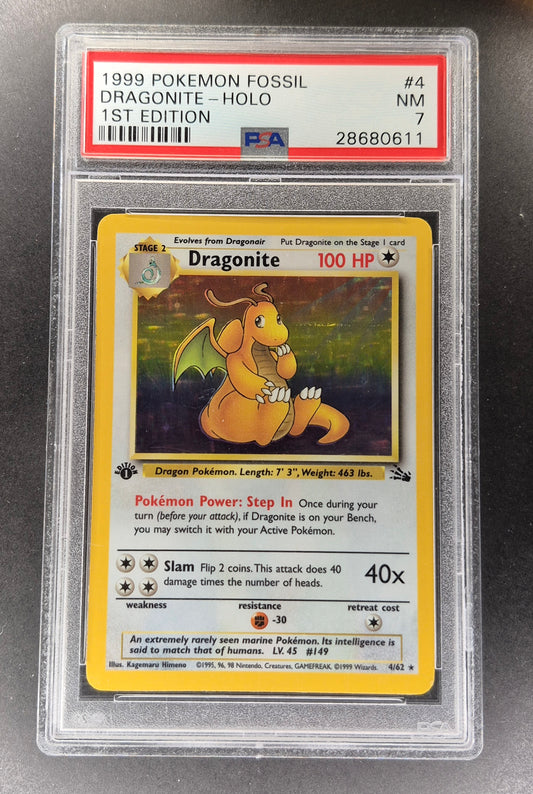 1999 POKEMON FOSSIL #4
DRAGONITE - HOLO NM
1ST EDITION 7
PSA 28680611
Evolves from Dragonair Put Dragonite on the Stage 1 card
STAGE 2
Dragonite 100 HP
Dragon Pokémon. Length: 7' 3", Weight: 463 lbs.
EDITION
1
Pokémon Power: Step In Once during your
turn (before your attack), if Dragonite is on your Bench,
you may switch it with your Active Pokémon.
Slam Flip 2 coins. This attack does 40
damage times the number of heads.
40x
weakness resistance retreat cost
-30
An extremely rarely seen marine Pokémon. Its intelligence is
said to match that of humans. LV. 45 #149
Illus. Kagemaru Himeno ©1995, 96, 98 Nintendo, Creatures, GAMEFREAK. ©1999 Wizards. 4/62 ★
PSA